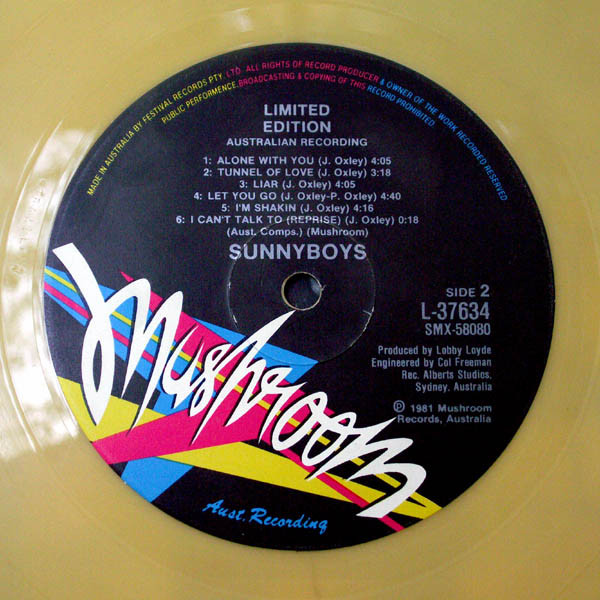 MADE IN AUSTRALIA BY FESTIVAL RECORDS PTY. LTD. ALL RIGHTS OF RECORD PRODUCER & OWNER OF THE WORK RECORDED RESERVED
PUBLIC PERFORMENCE, BROADCASTING & COPYING OF THIS RECORD PROHIBITED
LIMITED
EDITION
AUSTRALIAN RECORDING
1: ALONE WITH YOU (J. Oxley) 4:05
2: TUNNEL OF LOVE (J. Oxley) 3:18
3: LIAR (J. Oxley) 4:05
4: LET YOU GO (J. Oxley-P. Oxley) 4:40
5: I'M SHAKIN (J. Oxley) 4:16
6: I CAN'T TALK TO (REPRISE) (J. Oxley) 0:18
(Aust. Comps.) (Mushroom)
SUNNYBOYS
SIDE 2
L-37634
SMX-58080
Produced by Lobby Loyde
Engineered by Col Freeman
Rec. Alberts Studios,
Sydney, Australia
℗ 1981 Mushroom
Records, Australia
Mushroom
Aust. Recording